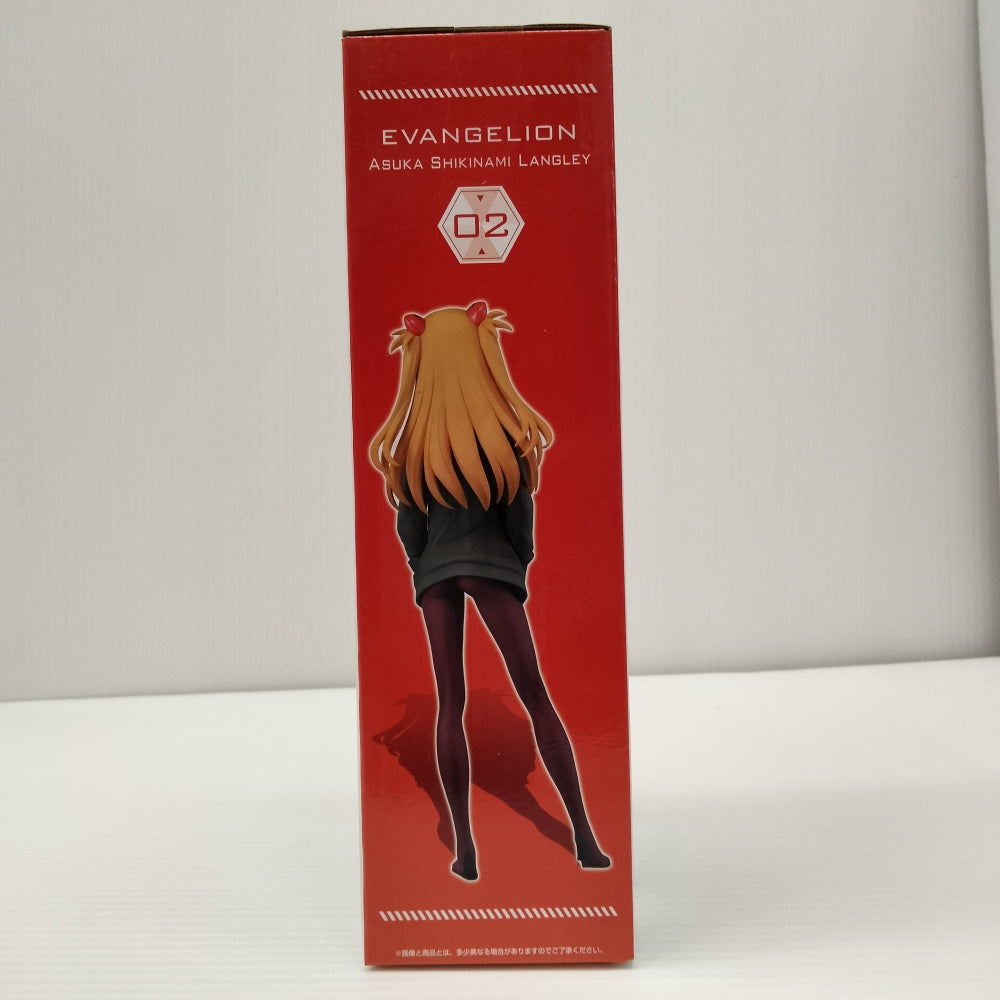 EVANGELION
ASUKA SHIKINAMI LANGLEY
02
※画像と商品とは、多少異なる場合がありますのでご了承ください。